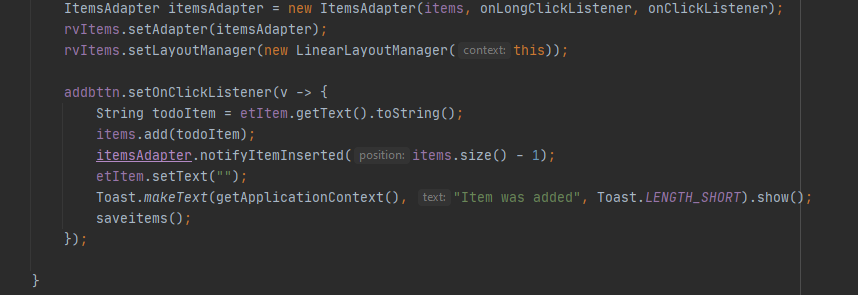 ItemsAdapter itemsAdapter = new ItemsAdapter(items, onLongClickListener, onClickListener);
rvItems.setAdapter(itemsAdapter);
rvItems.setLayoutManager(new LinearLayoutManager( context: this));
addbttn.setOnClickListener(v -> {
String todoItem = etItem.getText().toString();
items.add(todoItem);
itemsAdapter.notifyItemInserted( position: items.size() - 1);
etItem.setText("");
Toast.makeText(getApplicationContext(), text: "Item was added", Toast.LENGTH_SHORT).show();
saveitems();
});
}